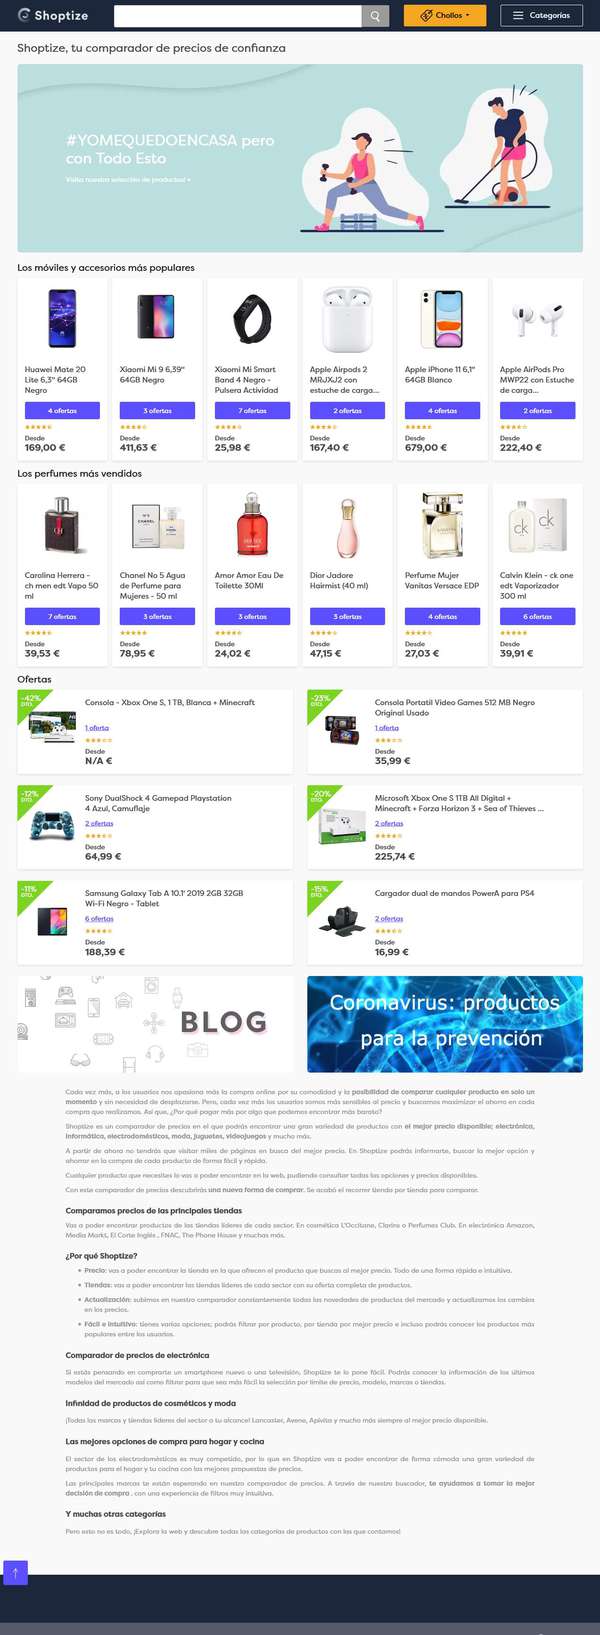 Shoptize
Chollos
Categorías
Shoptize, tu comparador de precios de confianza
#YOMEQUEDOENCASA pero
con Todo Esto
Visita nuestra selección de productos! »
Los móviles y accesorios más populares
Huawei Mate 20
Lite 6,3" 64GB
Negro
4 ofertas
Desde
169,00 €
Xiaomi Mi 9 6,39"
64GB Negro
3 ofertas
Desde
411,63 €
Xiaomi Mi Smart
Band 4 Negro -
Pulsera Actividad
7 ofertas
Desde
25,98 €
Apple Airpods 2
MRJXJ2 con
estuche de carga...
2 ofertas
Desde
167,40 €
Apple iPhone 11 6,1"
64GB Blanco
4 ofertas
Desde
679,00 €
Apple AirPods Pro
MWP22 con Estuche
de carga...
2 ofertas
Desde
222,40 €
Los perfumes más vendidos
Carolina Herrera -
ch men edt Vapo 50
ml
7 ofertas
Desde
39,53 €
CHANEL
Chanel No 5 Agua
de Perfume para
Mujeres - 50 ml
3 ofertas
Desde
78,95 €
Amor Amor Eau De
Toilette 30Ml
3 ofertas
Desde
24,02 €
Dior Jadore
Hairmist (40 ml)
3 ofertas
Desde
47,15 €
Perfume Mujer
Vanitas Versace EDP
4 ofertas
Desde
27,03 €
ck
ck
Calvin Klein - ck one
edt Vaporizador
300 ml
6 ofertas
Desde
39,91 €
Ofertas
-42%
DTO.
Consola - Xbox One S, 1 TB, Blanca + Minecraft
1 oferta
Desde
N/A €
-23%
DTO.
Consola Portatil Video Games 512 MB Negro
Original Usado
1 oferta
Desde
35,99 €
-12%
DTO.
Sony DualShock 4 Gamepad Playstation
4 Azul, Camuflaje
2 ofertas
Desde
64,99 €
-20%
DTO.
Microsoft Xbox One S 1TB All Digital +
Minecraft + Forza Horizon 3 + Sea of Thieves ...
2 ofertas
Desde
225,74 €
-11%
DTO.
Samsung Galaxy Tab A 10.1' 2019 2GB 32GB
Wi-Fi Negro - Tablet
6 ofertas
Desde
188,39 €
-15%
DTO.
Cargador dual de mandos PowerA para PS4
2 ofertas
Desde
16,99 €
BLOG
Coronavirus: productos
para la prevención
Cada vez más, a los usuarios nos apasiona más la compra online por su comodidad y la posibilidad de comparar cualquier producto en solo un
momento y sin necesidad de desplazarse. Pero, cada vez más los usuarios somos más sensibles al precio y buscamos maximizar el ahorro en cada
compra que realizamos. Así que, ¿Por qué pagar más por algo que podemos encontrar más barato?
Shoptize es un comparador de precios en el que podrás encontrar una gran variedad de productos con el mejor precio disponible; electrónica,
informática, electrodomésticos, moda, juguetes, videojuegos y mucho más.
A partir de ahora no tendrás que visitar miles de páginas en busca del mejor precio. En Shoptize podrás informarte, buscar la mejor opción y
ahorrar en la compra de cada producto de forma fácil y rápida.
Cualquier producto que necesites lo vas a poder encontrar en la web, pudiendo consultar todas las opciones y precios disponibles.
Con este comparador de precios descubrirás una nueva forma de comprar. Se acabó el recorrer tienda por tienda para comparar.
Comparamos precios de las principales tiendas
Vas a poder encontrar productos de las tiendas líderes de cada sector. En cosmética L'Occitane, Clarins o Perfumes Club. En electrónica Amazon,
Media Markt, El Corte Inglés , FNAC, The Phone House y muchas más.
¿Por qué Shoptize?
Precio: vas a poder encontrar la tienda en la que ofrecen el producto que buscas al mejor precio. Todo de una forma rápida e intuitiva.
Tiendas: vas a poder encontrar las tiendas líderes de cada sector con su oferta completa de productos.
Actualización: subimos en nuestro comparador constantemente todas las novedades de productos del mercado y actualizamos los cambios
en los precios.
Fácil e intuitivo: tienes varias opciones; podrás filtrar por producto, por tienda por mejor precio e incluso podrás conocer los productos más
populares entre los usuarios.
Comparador de precios de electrónica
Si estás pensando en comprarte un smartphone nuevo o una televisión, Shoptize te lo pone fácil. Podrás conocer la información de los últimos
modelos del mercado así como filtrar para que sea más fácil la selección por límite de precio, modelo, marcas o tiendas.
Infinidad de productos de cosméticos y moda
¡Todas las marcas y tiendas líderes del sector a tu alcance! Lancaster, Avene, Apivita y mucho más siempre al mejor precio disponible.
Las mejores opciones de compra para hogar y cocina
El sector de los electrodomésticos es muy competido, por lo que en Shoptize vas a poder encontrar de forma cómoda una gran variedad de
productos para el hogar y tu cocina con las mejores propuestas de precios.
Las principales marcas te están esperando en nuestro comparador de precios. A través de nuestro buscador, te ayudamos a tomar la mejor
decisión de compra , con una experiencia de filtros muy intuitiva.
Y muchas otras categorías
Pero esto no es todo, ¡Explora la web y descubre todas las categorías de productos con las que contamos!